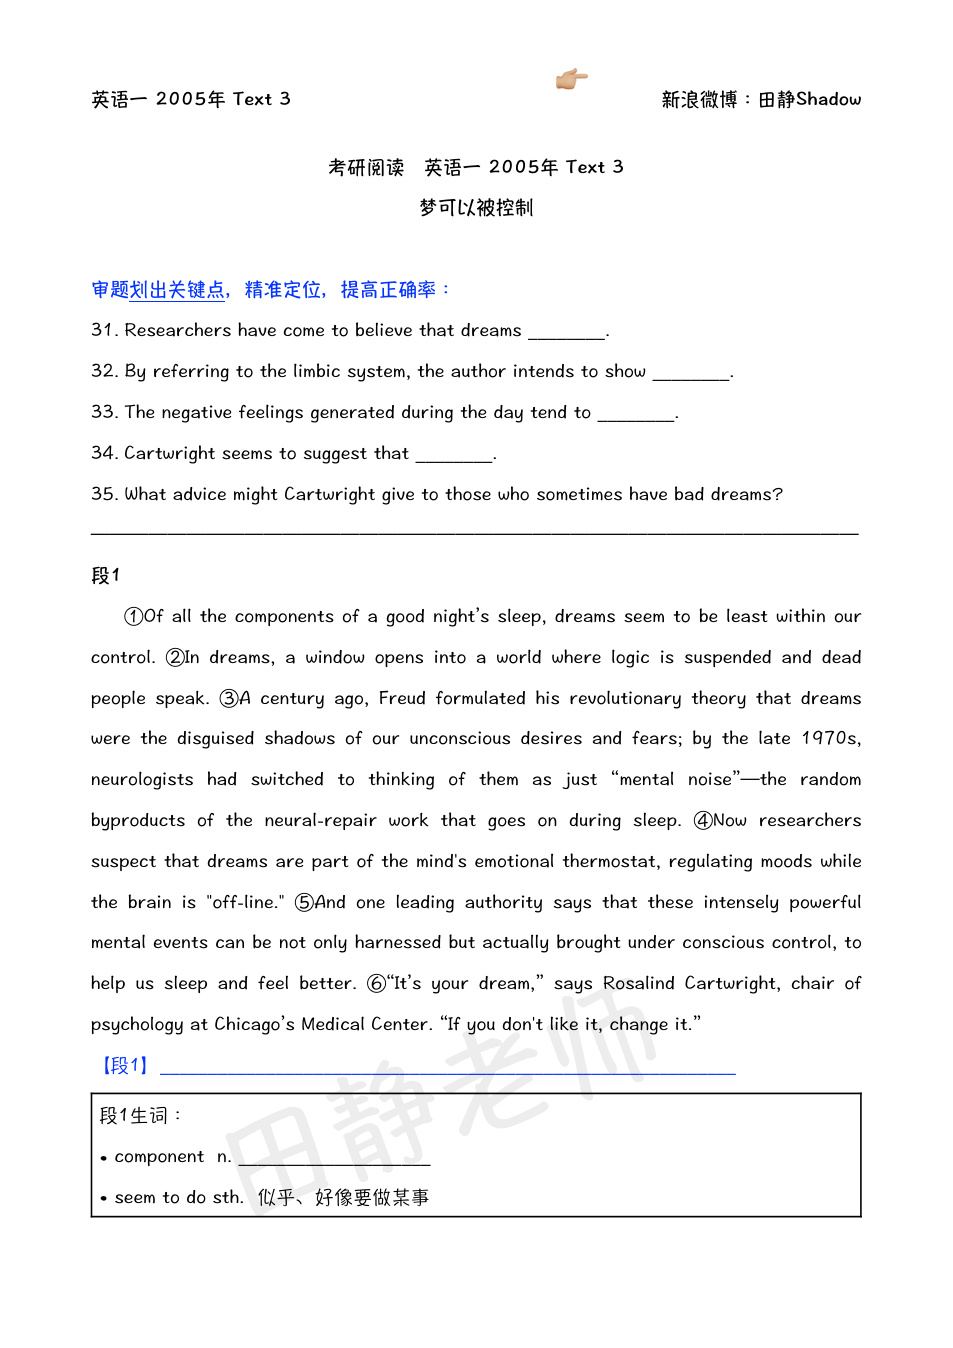 英语一 2005年 Text 3 新浪微博：田静Shadow
考研阅读 英语一 2005年 Text 3
梦可以被控制
审题划出关键点，精准定位，提高正确率：
31. Researchers have come to believe that dreams ________.
32. By referring to the limbic system, the author intends to show ________.
33. The negative feelings generated during the day tend to ________.
34. Cartwright seems to suggest that ________.
35. What advice might Cartwright give to those who sometimes have bad dreams?
段1
①Of all the components of a good night’s sleep, dreams seem to be least within our
control. ②In dreams, a window opens into a world where logic is suspended and dead
people speak. ③A century ago, Freud formulated his revolutionary theory that dreams
were the disguised shadows of our unconscious desires and fears; by the late 1970s,
neurologists had switched to thinking of them as just “mental noise”—the random
byproducts of the neural-repair work that goes on during sleep. ④Now researchers
suspect that dreams are part of the mind's emotional thermostat, regulating moods while
the brain is "off-line." ⑤And one leading authority says that these intensely powerful
mental events can be not only harnessed but actually brought under conscious control, to
help us sleep and feel better. ⑥“It’s your dream,” says Rosalind Cartwright, chair of
psychology at Chicago’s Medical Center. “If you don't like it, change it.”
【段1】____________________________________________________________
段1生词：
• component n. ____________________
• seem to do sth. 似乎、好像要做某事
田静老师